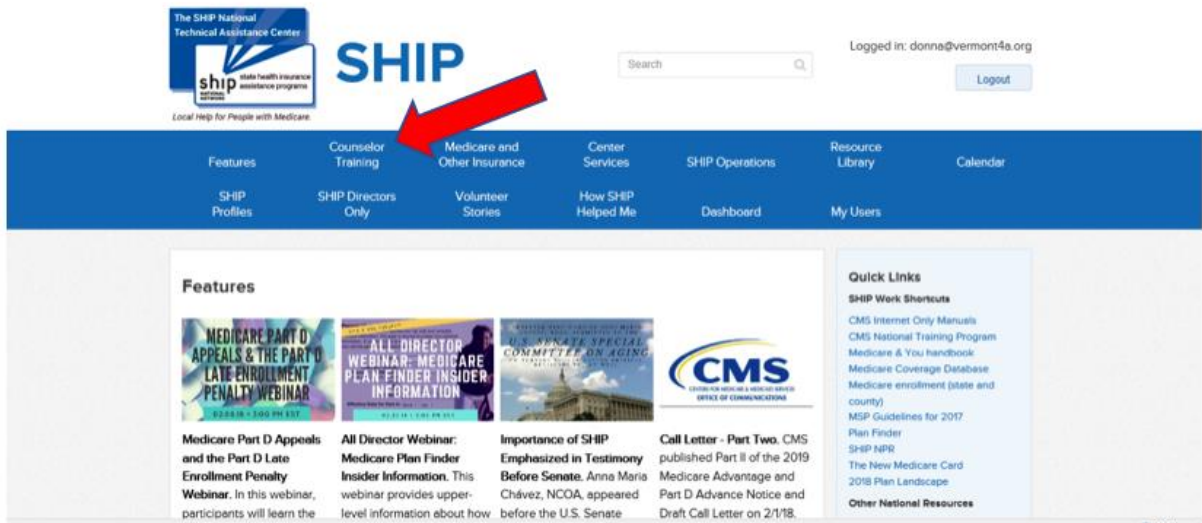 The SHIP National
Technical Assistance Center
ship state health insurance
assistance programs
NATIONAL
NETWORK
Local Help for People with Medicare.
SHIP
Search
Logged in: donna@vermont4a.org
Logout
Features
Counselor
Training
Medicare and
Other Insurance
Center
Services
SHIP Operations
Resource
Library
Calendar
SHIP
Profiles
SHIP Directors
Only
Volunteer
Stories
How SHIP
Helped Me
Dashboard
My Users
Features
MEDICARE PART D
APPEALS & THE PART D
LATE ENROLLMENT
PENALTY WEBINAR
Medicare Part D Appeals
and the Part D Late
Enrollment Penalty
Webinar. In this webinar,
participants will learn the
ALL DIRECTOR
WEBINAR: MEDICARE
PLAN FINDER INSIDER
INFORMATION
All Director Webinar:
Medicare Plan Finder
Insider Information. This
webinar provides upper-
level information about how
U.S. SENATE SPECIAL
COMMITTEE ON AGING
Importance of SHIP
Emphasized in Testimony
Before Senate. Anna Maria
Chávez, NCOA, appeared
before the U.S. Senate
CMS
CENTERS FOR MEDICARE & MEDICAID SERVICES
OFFICE OF COMMUNICATIONS
Call Letter - Part Two. CMS
published Part II of the 2019
Medicare Advantage and
Part D Advance Notice and
Draft Call Letter on 2/1/18.
Quick Links
SHIP Work Shortcuts
CMS Internet Only Manuals
CMS National Training Program
Medicare & You handbook
Medicare Coverage Database
Medicare enrollment (state and
county)
MSP Guidelines for 2017
Plan Finder
SHIP NPR
The New Medicare Card
2018 Plan Landscape
Other National Resources